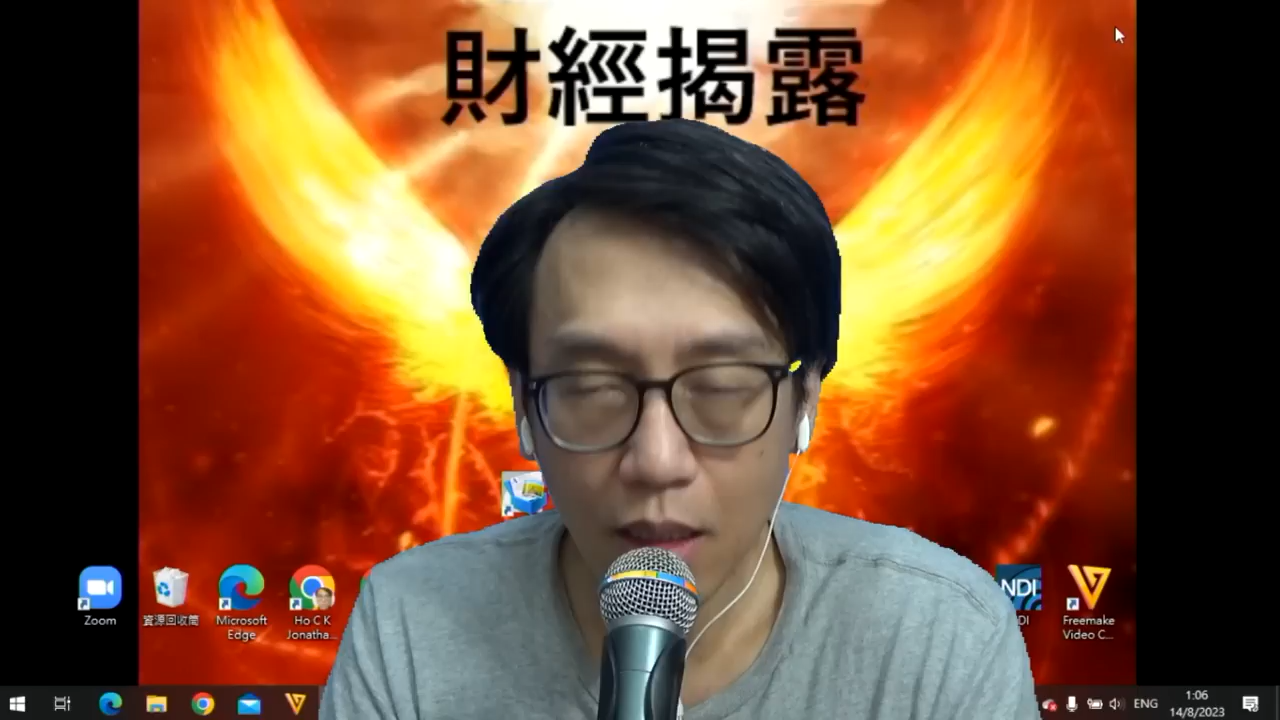 財經揭露
Zoom
資源回收筒
Microsoft
Edge
Ho C K
Jonatha...
NDI
DI
Freemake
Video C...
ENG
1:06
14/8/2023